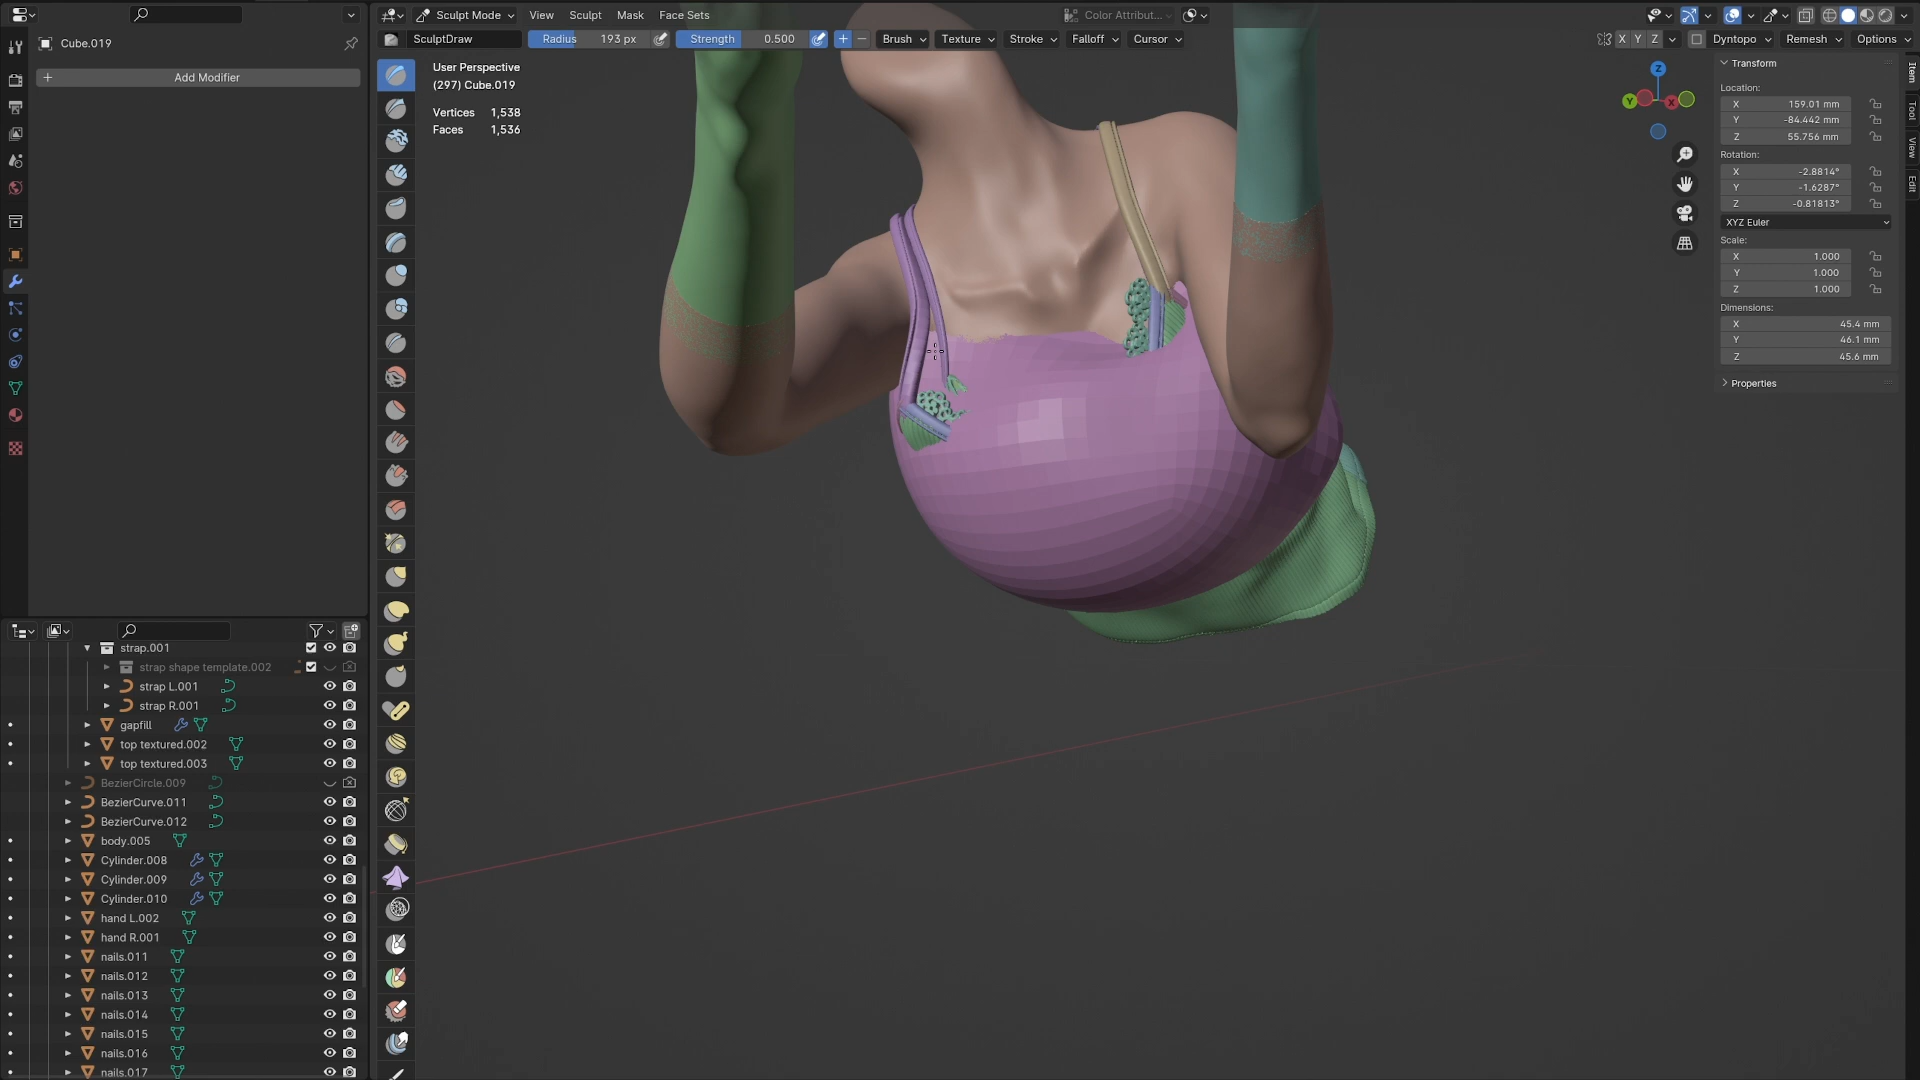 Sculpt Mode View Sculpt Mask Face Sets Color Attribut...
Cube.019
SculptDraw Radius 193 px Strength 0.500 Brush Texture Stroke Falloff Cursor X Y Z Dyntopo Remesh Options
Add Modifier
User Perspective
(297) Cube.019
Vertices 1,538
Faces 1,536
Z
Y
X
Transform
Location:
X 159.01 mm
Y -84.442 mm
Z 55.756 mm
Rotation:
X -2.8814°
Y -1.6287°
Z -0.81813°
XYZ Euler
Scale:
X 1.000
Y 1.000
Z 1.000
Dimensions:
X 45.4 mm
Y 46.1 mm
Z 45.6 mm
Properties
Item
Tool
View
Edit
strap.001
strap shape template.002
strap L.001
strap R.001
gapfill
top textured.002
top textured.003
BezierCircle.009
BezierCurve.011
BezierCurve.012
body.005
Cylinder.008
Cylinder.009
Cylinder.010
hand L.002
hand R.001
nails.011
nails.012
nails.013
nails.014
nails.015
nails.016
nails.017